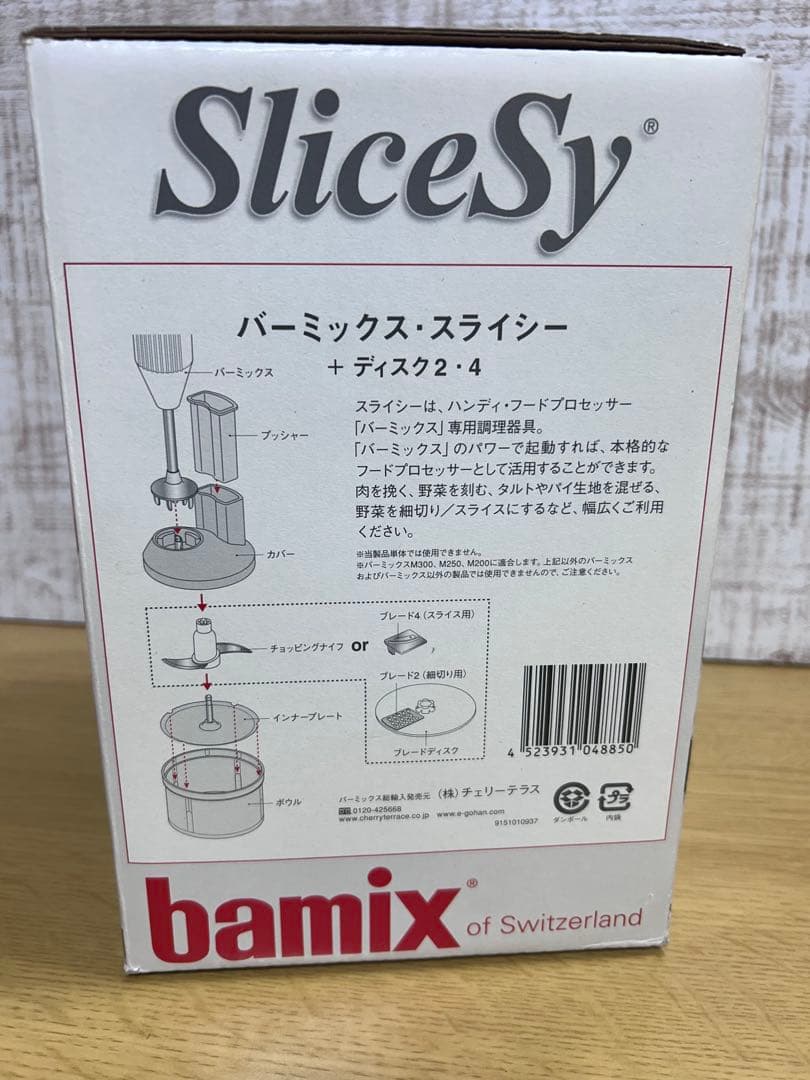 SliceSy®
バーミックス・スライシー
+ ディスク2・4
スライシーは、ハンディ・フードプロセッサー
「バーミックス」専用調理器具。
「バーミックス」のパワーで起動すれば、本格的な
フードプロセッサーとして活用することができます。
肉を挽く、野菜を刻む、タルトやパイ生地を混ぜる、
野菜を細切り／スライスにするなど、幅広くご利用
ください。
※当製品単体では使用できません。
※バーミックスM300、M250、M200に適合します。上記以外のバーミックス
およびバーミックス以外の製品では使用できませんので、ご注意ください。
バーミックス
プッシャー
カバー
チョッピングナイフ
or
ブレード4（スライス用）
ブレード2（細切り用）
ブレードディスク
インナープレート
ボウル
4 523931 048850
バーミックス総輸入発売元 （株）チェリーテラス
0120-425668
www.cherryterrace.co.jp www.e-gohan.com
9151010937
ダンボール
プラ
内袋
bamix® of Switzerland